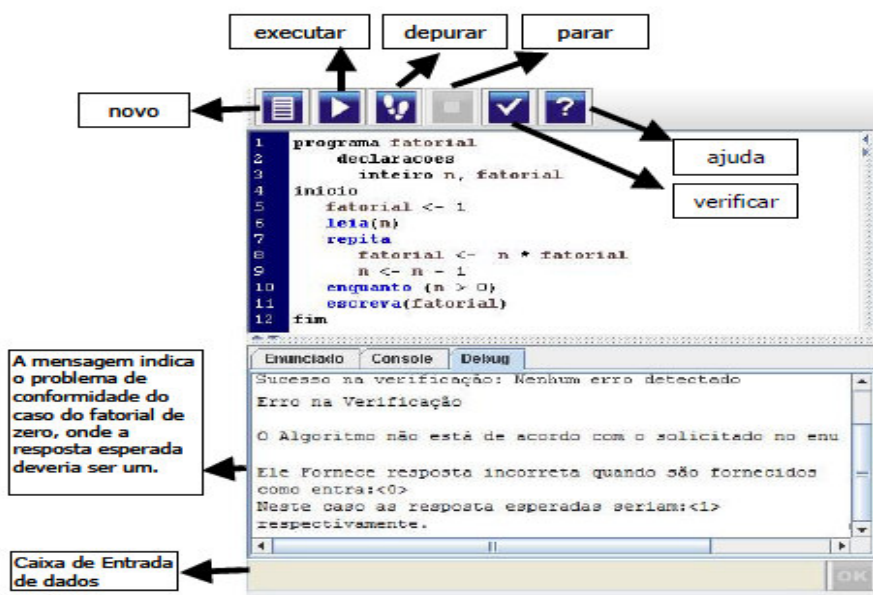 executar
depurar
parar
novo
?
ajuda
verificar
1 programa fatorial
2 declaracoes
3 inteiro n, fatorial
4 inicio
5 fatorial <- 1
6 leia(n)
7 repita
8 fatorial <- n * fatorial
9 n <- n - 1
10 enquanto (n > 0)
11 escreva(fatorial)
12 fim
Enunciado Console Debug
Sucesso na verificação: Nenhum erro detectado
Erro na Verificação
O Algoritmo não está de acordo com o solicitado no enu
Ele Fornece resposta incorreta quando são fornecidos
como entra:<0>
Neste caso as resposta esperadas seriam:<1>
respectivamente.
A mensagem indica
o problema de
conformidade do
caso do fatorial de
zero, onde a
resposta esperada
deveria ser um.
Caixa de Entrada
de dados
OK